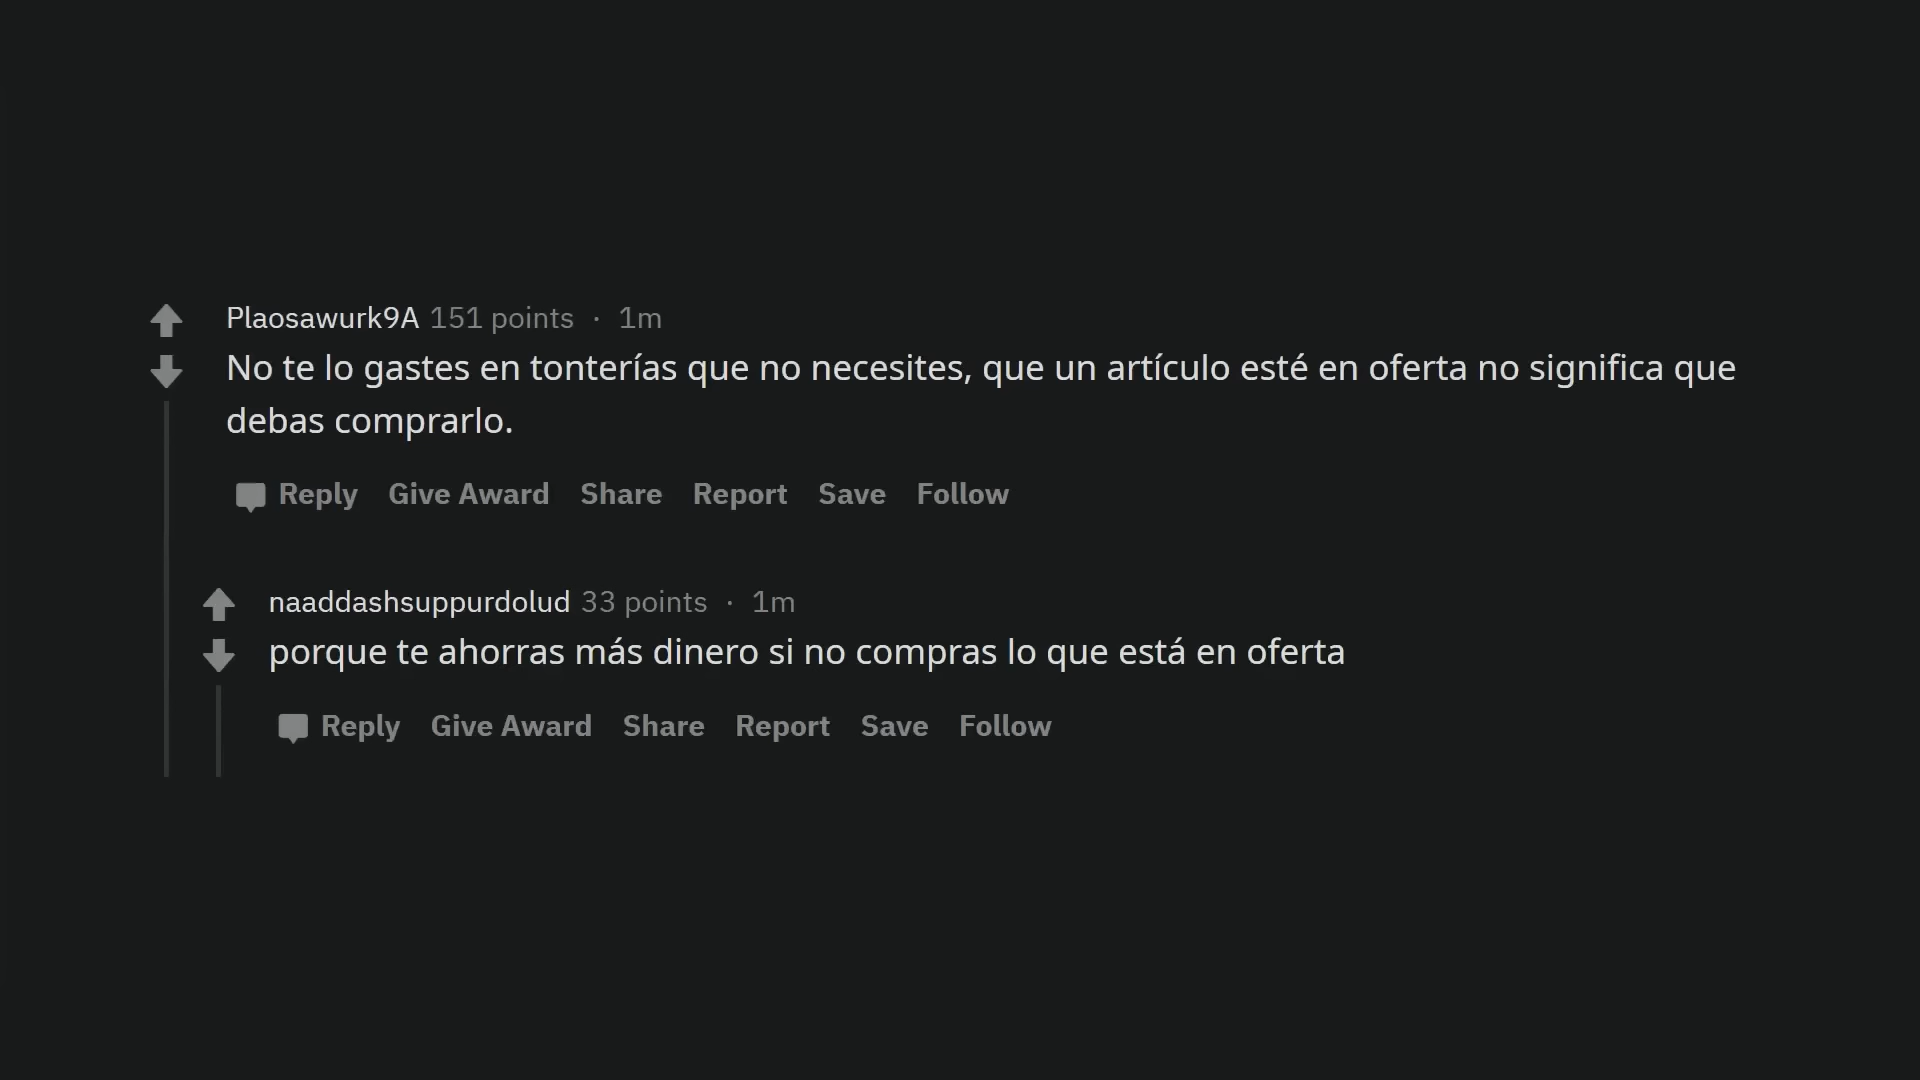 Plaosawurk9A 151 points · 1m
No te lo gastes en tonterías que no necesites, que un artículo esté en oferta no significa que
debas comprarlo.
Reply Give Award Share Report Save Follow
naaddashsuppurdolud 33 points · 1m
porque te ahorras más dinero si no compras lo que está en oferta
Reply Give Award Share Report Save Follow